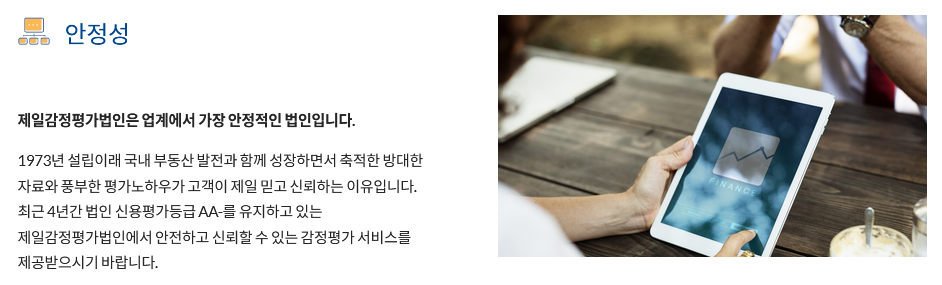 안정성
제일감정평가법인은 업계에서 가장 안정적인 법인입니다.
1973년 설립이래 국내 부동산 발전과 함께 성장하면서 축적한 방대한
자료와 풍부한 평가노하우가 고객이 제일 믿고 신뢰하는 이유입니다.
최근 4년간 법인 신용평가등급 AA-를 유지하고 있는
제일감정평가법인에서 안전하고 신뢰할 수 있는 감정평가 서비스를
제공받으시기 바랍니다.
FINANCE